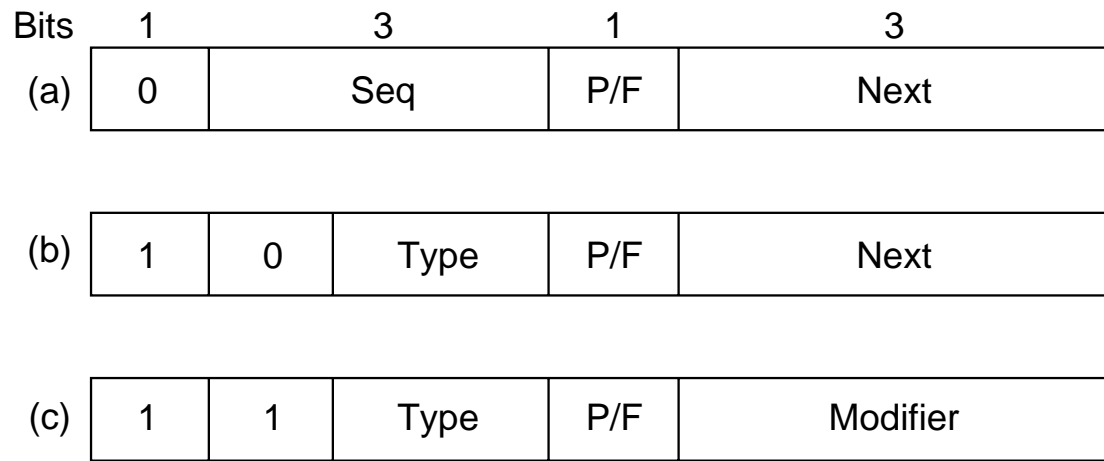 Bits 1 3 1 3
(a) 0 Seq P/F Next
(b) 1 0 Type P/F Next
(c) 1 1 Type P/F Modifier